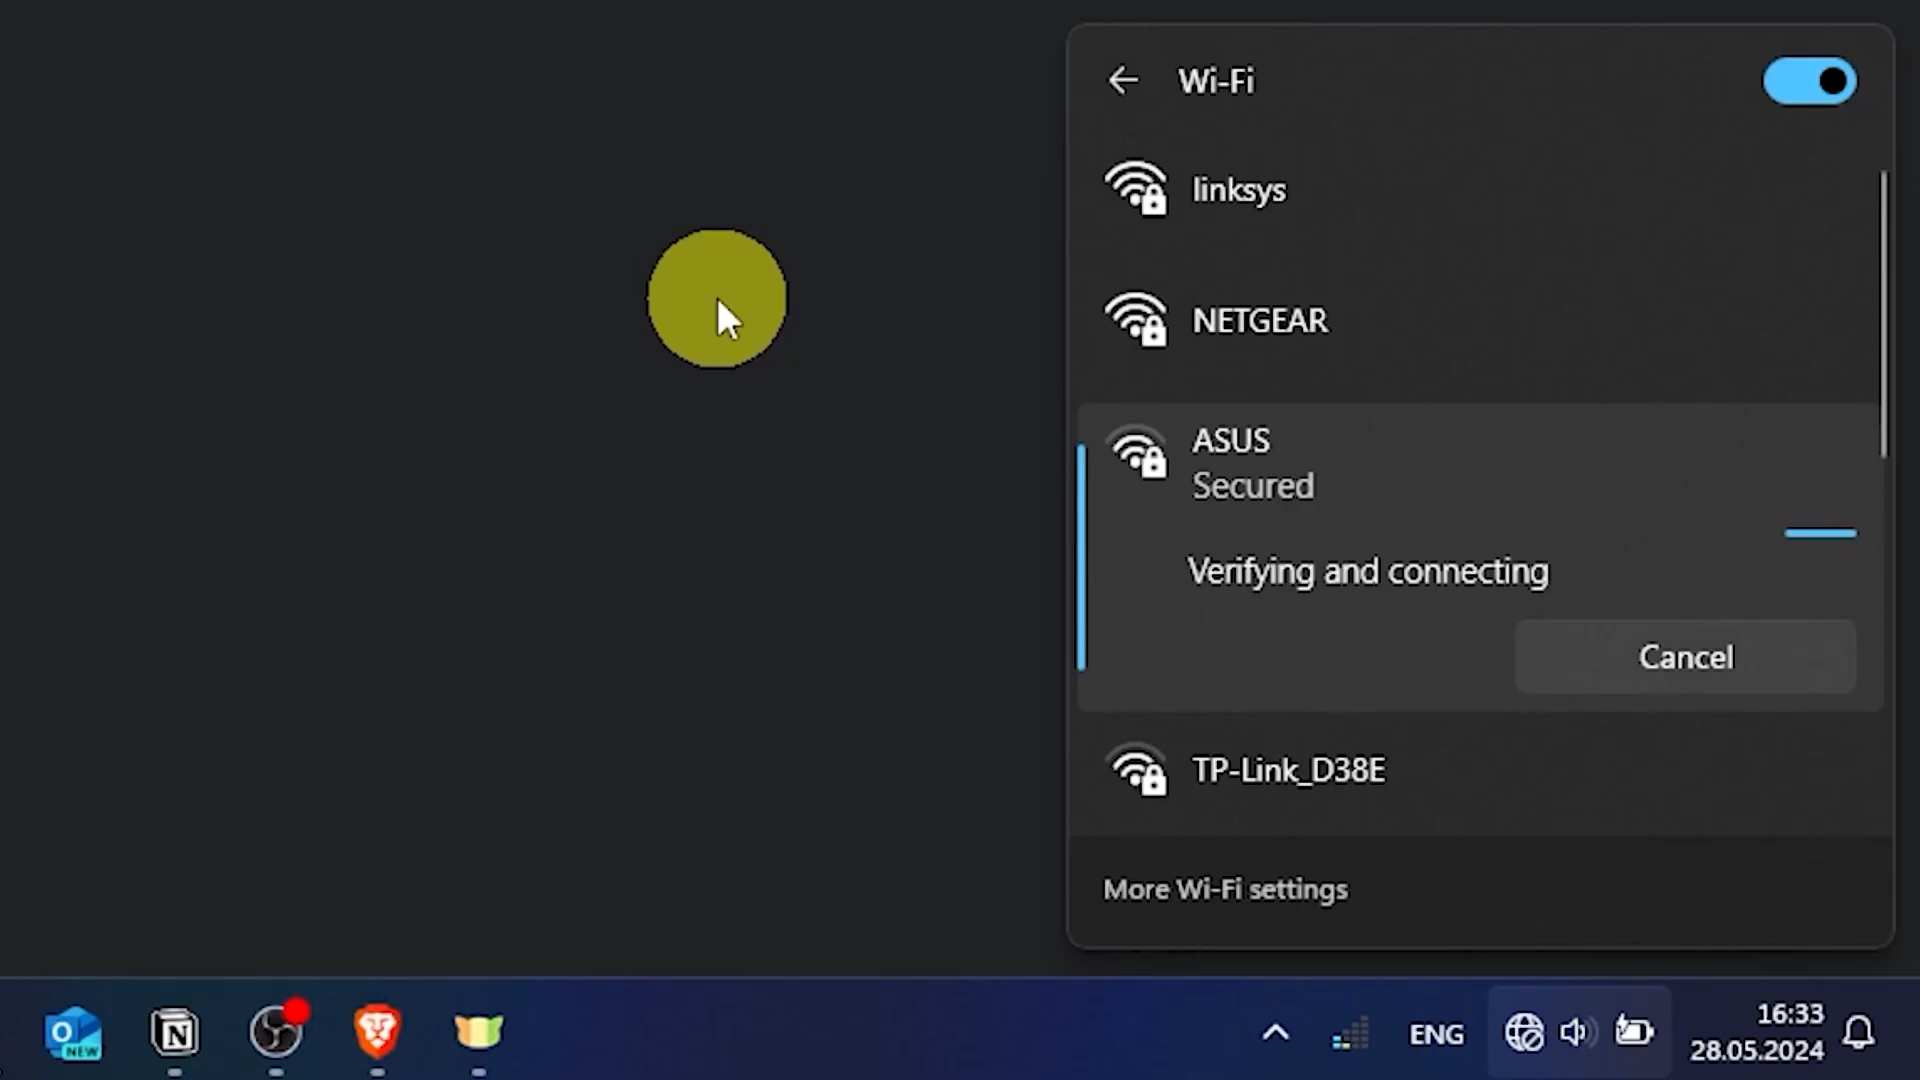 Wi-Fi
linksys
NETGEAR
ASUS
Secured
Verifying and connecting
Cancel
TP-Link_D38E
More Wi-Fi settings
O
NEW
N
ENG
16:33
28.05.2024